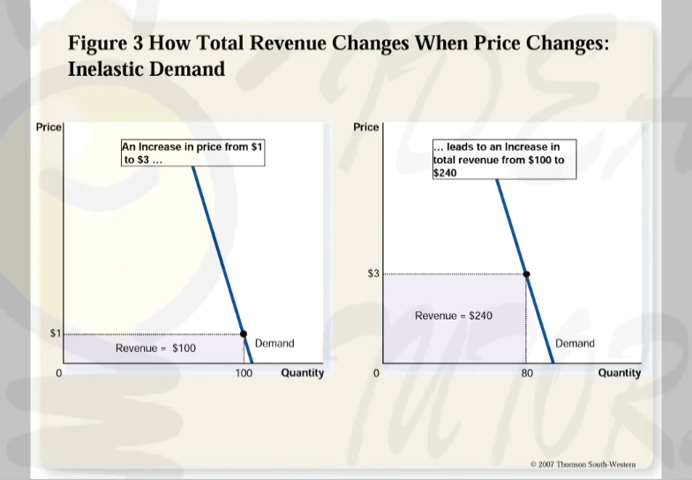 Figure 3 How Total Revenue Changes When Price Changes:
Inelastic Demand
Price
An Increase in price from $1
to $3 ...
$1
Revenue = $100
Demand
0
100
Quantity
Price
... leads to an Increase in
total revenue from $100 to
$240
$3
Revenue = $240
Demand
0
80
Quantity
© 2007 Thomson South-Western